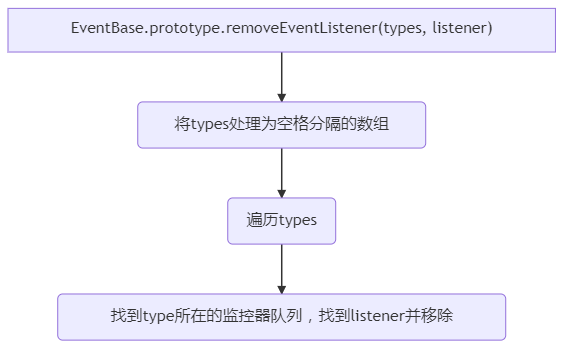 EventBase.prototype.removeEventListener(types, listener)
将types处理为空格分隔的数组
遍历types
找到type所在的监控器队列，找到listener并移除